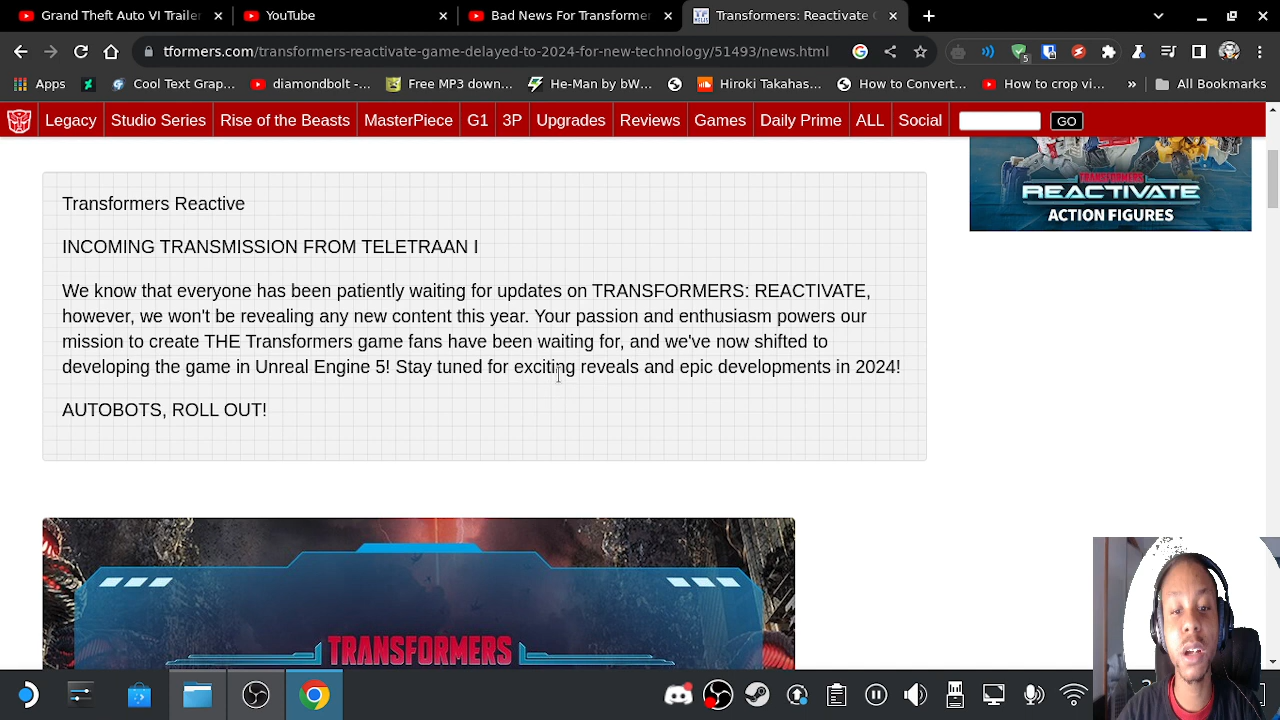 Grand Theft Auto VI Trailer
YouTube
Bad News For Transformer
Transformers: Reactivate G
tformers.com/transformers-reactivate-game-delayed-to-2024-for-new-technology/51493/news.html
5
Apps
Cool Text Grap...
diamondbolt -...
Free MP3 down...
He-Man by bW...
Hiroki Takahas...
How to Convert...
How to crop vi...
»
All Bookmarks
Legacy
Studio Series
Rise of the Beasts
MasterPiece
G1
3P
Upgrades
Reviews
Games
Daily Prime
ALL
Social
GO
TRANSFORMERS
REACTIVATE
ACTION FIGURES
Transformers Reactive
INCOMING TRANSMISSION FROM TELETRAAN I
We know that everyone has been patiently waiting for updates on TRANSFORMERS: REACTIVATE,
however, we won't be revealing any new content this year. Your passion and enthusiasm powers our
mission to create THE Transformers game fans have been waiting for, and we've now shifted to
developing the game in Unreal Engine 5! Stay tuned for exciting reveals and epic developments in 2024!
AUTOBOTS, ROLL OUT!
TRANSFORMERS